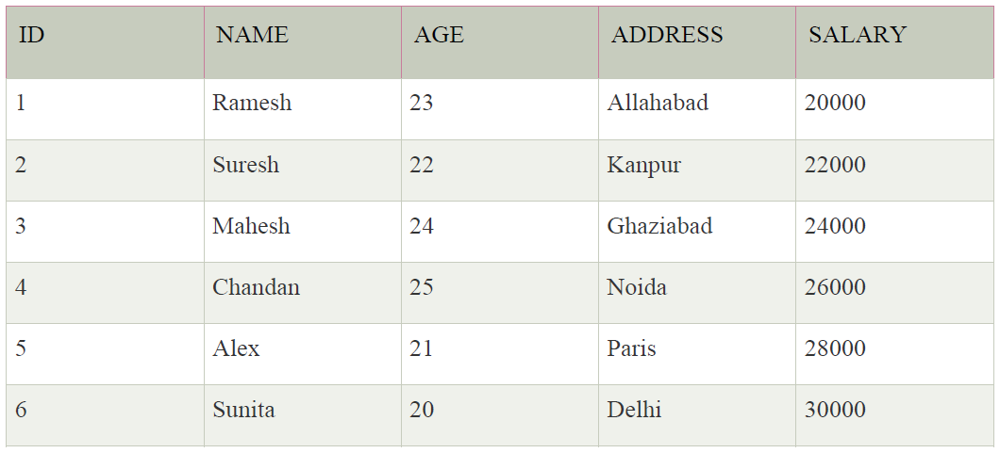 ID NAME AGE ADDRESS SALARY
1 Ramesh 23 Allahabad 20000
2 Suresh 22 Kanpur 22000
3 Mahesh 24 Ghaziabad 24000
4 Chandan 25 Noida 26000
5 Alex 21 Paris 28000
6 Sunita 20 Delhi 30000